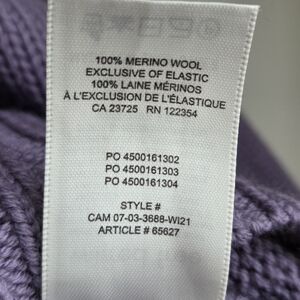 100% MERINO WOOL
EXCLUSIVE OF ELASTIC
100% LAINE MÉRINOS
À L'EXCLUSION DE L'ÉLASTIQUE
CA 23725 RN 122354
PO 4500161302
PO 4500161303
PO 4500161304
STYLE #
CAM 07-03-3688-WI21
ARTICLE # 65627